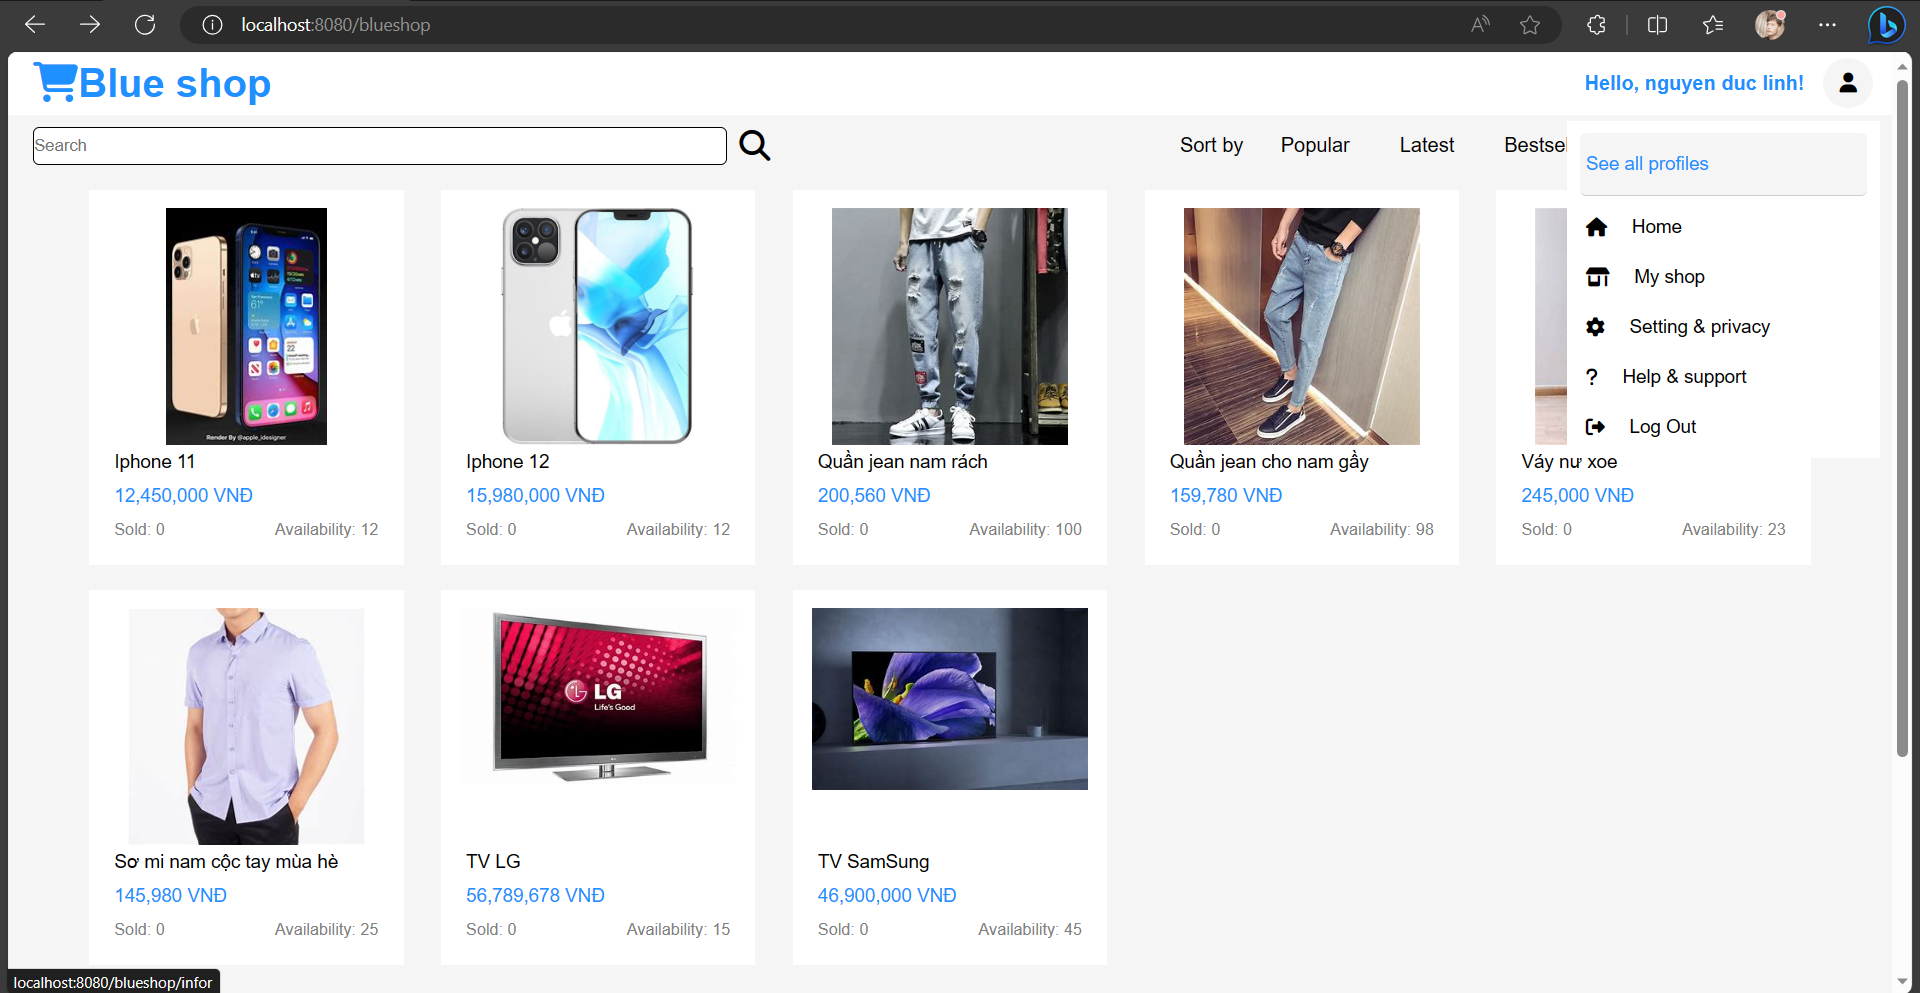 localhost:8080/blueshop
Blue shop
Hello, nguyen duc linh!
Search
Sort by Popular Latest
See all profiles
Home
My shop
Setting & privacy
? Help & support
Log Out
Render By @apple_idesigner
Iphone 11
12,450,000 VNĐ
Sold: 0 Availability: 12
Iphone 12
15,980,000 VNĐ
Sold: 0 Availability: 12
Quần jean nam rách
200,560 VNĐ
Sold: 0 Availability: 100
Quần jean cho nam gầy
159,780 VNĐ
Sold: 0 Availability: 98
Váy nư xoe
245,000 VNĐ
Sold: 0 Availability: 23
Sơ mi nam cộc tay mùa hè
145,980 VNĐ
Sold: 0 Availability: 25
LG
Life's Good
TV LG
56,789,678 VNĐ
Sold: 0 Availability: 15
TV SamSung
46,900,000 VNĐ
Sold: 0 Availability: 45
localhost:8080/blueshop/infor